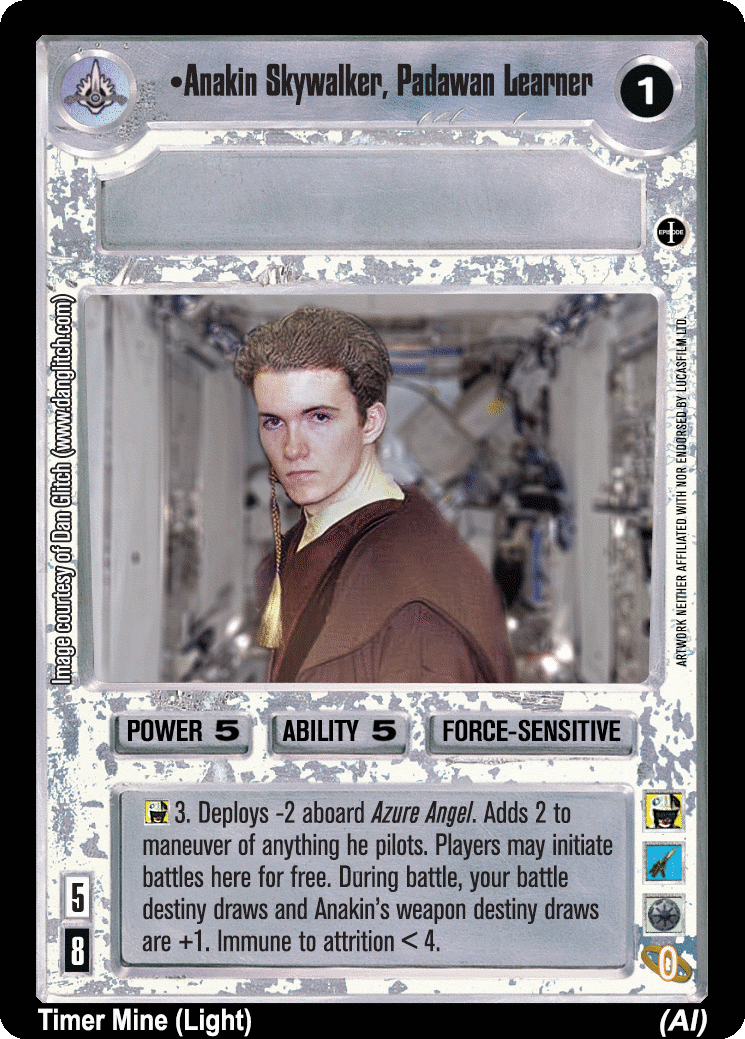 •Anakin Skywalker, Padawan Learner
1
EPISODE I
Image courtesy of Dan Glitch (www.danglitch.com)
ARTWORK NEITHER AFFILIATED WITH NOR ENDORSED BY LUCASFILM LTD.
POWER 5
ABILITY 5
FORCE-SENSITIVE
3. Deploys -2 aboard Azure Angel. Adds 2 to
maneuver of anything he pilots. Players may initiate
battles here for free. During battle, your battle
destiny draws and Anakin's weapon destiny draws
are +1. Immune to attrition < 4.
5
8
0
Timer Mine (Light)
(AI)